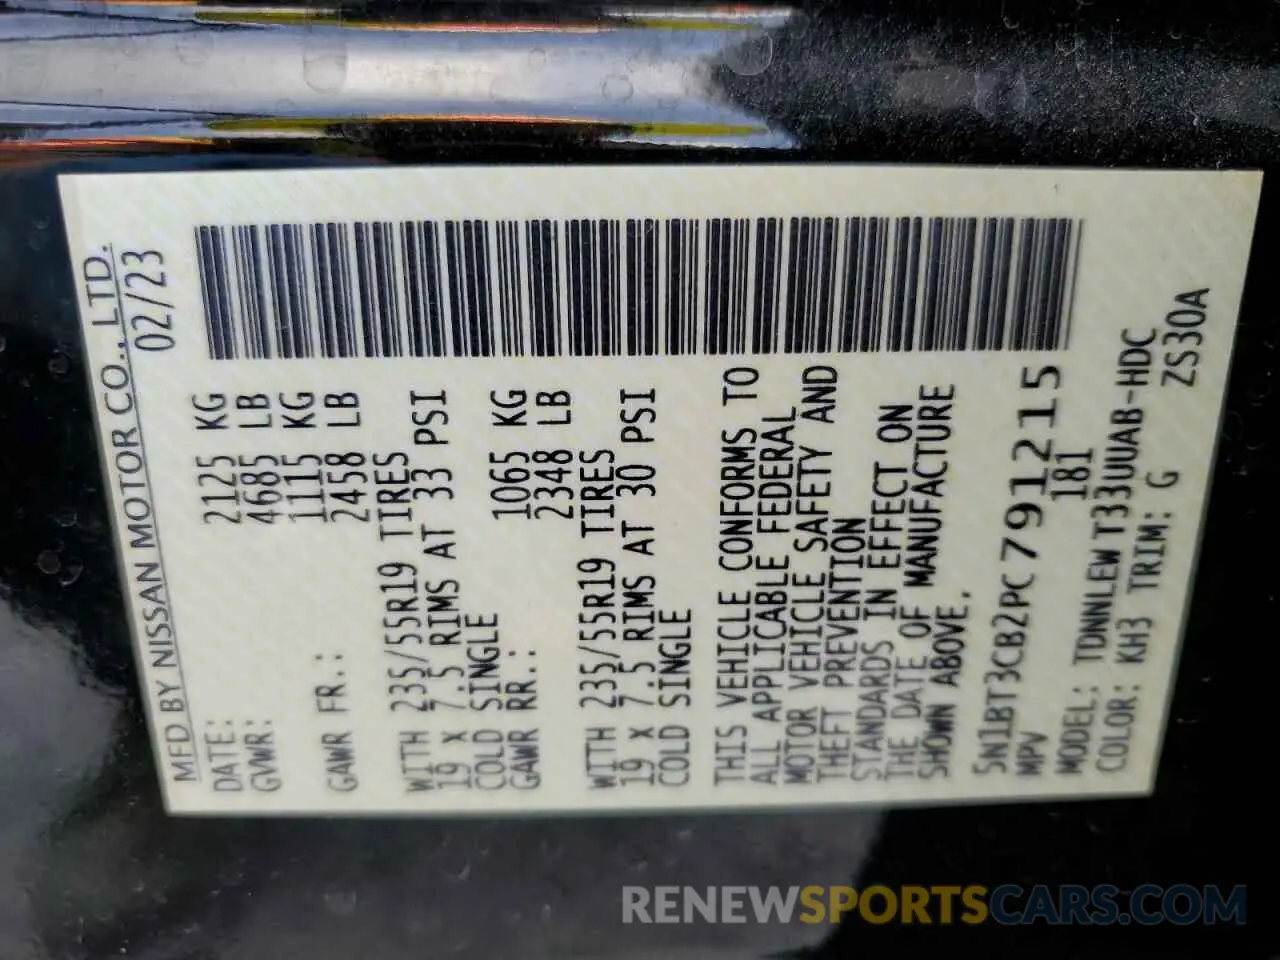 MFD BY NISSAN MOTOR CO., LTD.
DATE: 02/23
GVWR: 2125 KG
4685 LB
GAWR FR.: 1115 KG
2458 LB
WITH 235/55R19 TIRES
19 X 7.5 RIMS AT 33 PSI
COLD SINGLE
GAWR RR.: 1065 KG
2348 LB
WITH 235/55R19 TIRES
19 X 7.5 RIMS AT 30 PSI
COLD SINGLE
THIS VEHICLE CONFORMS TO
ALL APPLICABLE FEDERAL
MOTOR VEHICLE SAFETY AND
THEFT PREVENTION
STANDARDS IN EFFECT ON
THE DATE OF MANUFACTURE
SHOWN ABOVE.
5N1BT3CB2PC791215
MPV 181
MODEL: TDNNLEW T33UUAB-HDC
COLOR: KH3 TRIM: G ZS30A
RENEWSPORTSCARS.COM